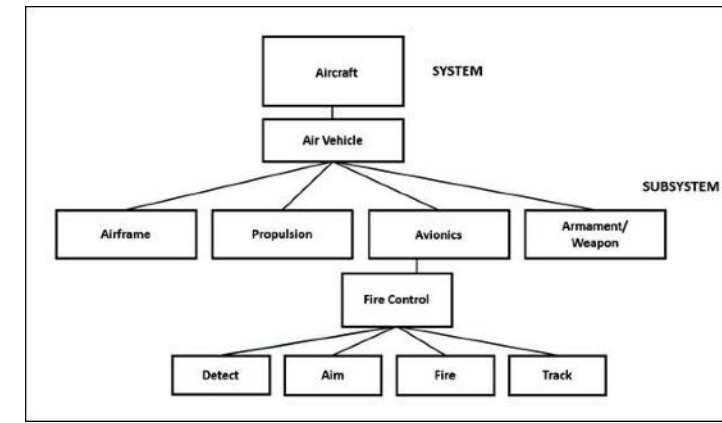 Aircraft
SYSTEM
Air Vehicle
SUBSYSTEM
Airframe
Propulsion
Avionics
Armament/
Weapon
Fire Control
Detect
Aim
Fire
Track